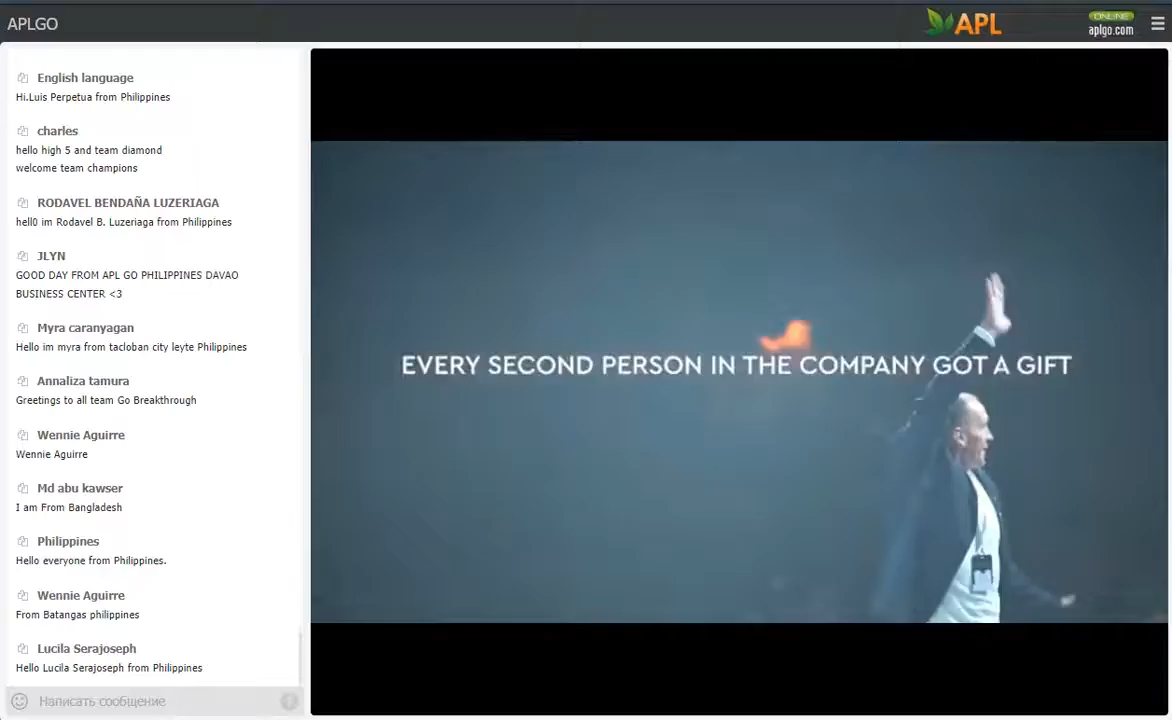 APLGO
APL
ONLINE
aplgo.com
English language
Hi.Luis Perpetua from Philippines
charles
hello high 5 and team diamond
welcome team champions
RODAVEL BENDAÑA LUZERIAGA
hell0 im Rodavel B. Luzeriaga from Philippines
JLYN
GOOD DAY FROM APL GO PHILIPPINES DAVAO
BUSINESS CENTER <3
Myra caranyagan
Hello im myra from tacloban city leyte Philippines
Annaliza tamura
Greetings to all team Go Breakthrough
Wennie Aguirre
Wennie Aguirre
Md abu kawser
I am From Bangladesh
Philippines
Hello everyone from Philippines.
Wennie Aguirre
From Batangas philippines
Lucila Serajoseph
Hello Lucila Serajoseph from Philippines
Написать сообщение
EVERY SECOND PERSON IN THE COMPANY GOT A GIFT